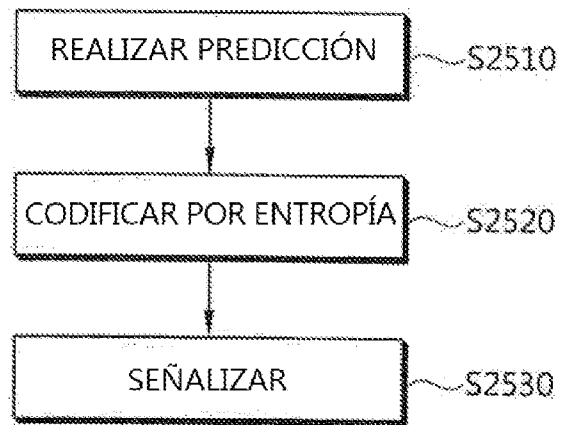 REALIZAR PREDICCIÓN
S2510
CODIFICAR POR ENTROPÍA
S2520
SEÑALIZAR
S2530